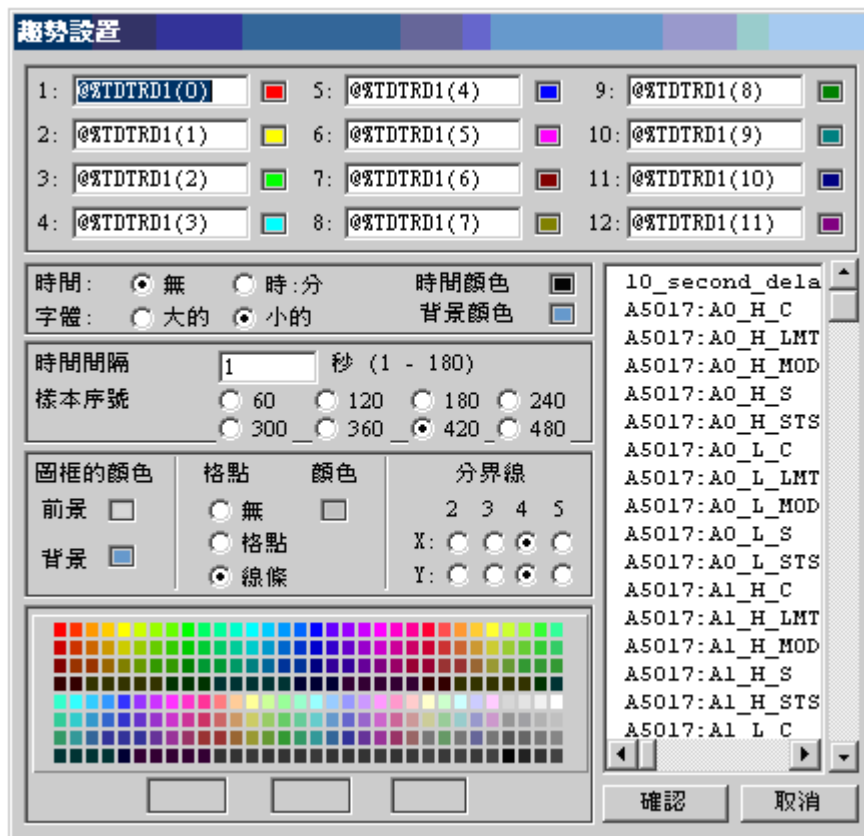 趨勢設置
1: @%TDTRD1(0) 5: @%TDTRD1(4) 9: @%TDTRD1(8)
2: @%TDTRD1(1) 6: @%TDTRD1(5) 10: @%TDTRD1(9)
3: @%TDTRD1(2) 7: @%TDTRD1(6) 11: @%TDTRD1(10)
4: @%TDTRD1(3) 8: @%TDTRD1(7) 12: @%TDTRD1(11)
時間: 無 時:分 時間顏色
字體: 大的 小的 背景顏色
時間間隔 1 秒 (1 - 180)
樣本序號 60 120 180 240
300 360 420 480
圖框的顏色 格點 顏色 分界線
前景 無 2 3 4 5
格點 X:
背景 線條 Y:
10_second_dela
A5017:A0_H_C
A5017:A0_H_LMT
A5017:A0_H_MOD
A5017:A0_H_S
A5017:A0_H_STS
A5017:A0_L_C
A5017:A0_L_LMT
A5017:A0_L_MOD
A5017:A0_L_S
A5017:A0_L_STS
A5017:A1_H_C
A5017:A1_H_LMT
A5017:A1_H_MOD
A5017:A1_H_S
A5017:A1_H_STS
A5017:A1_L_C
確認 取消